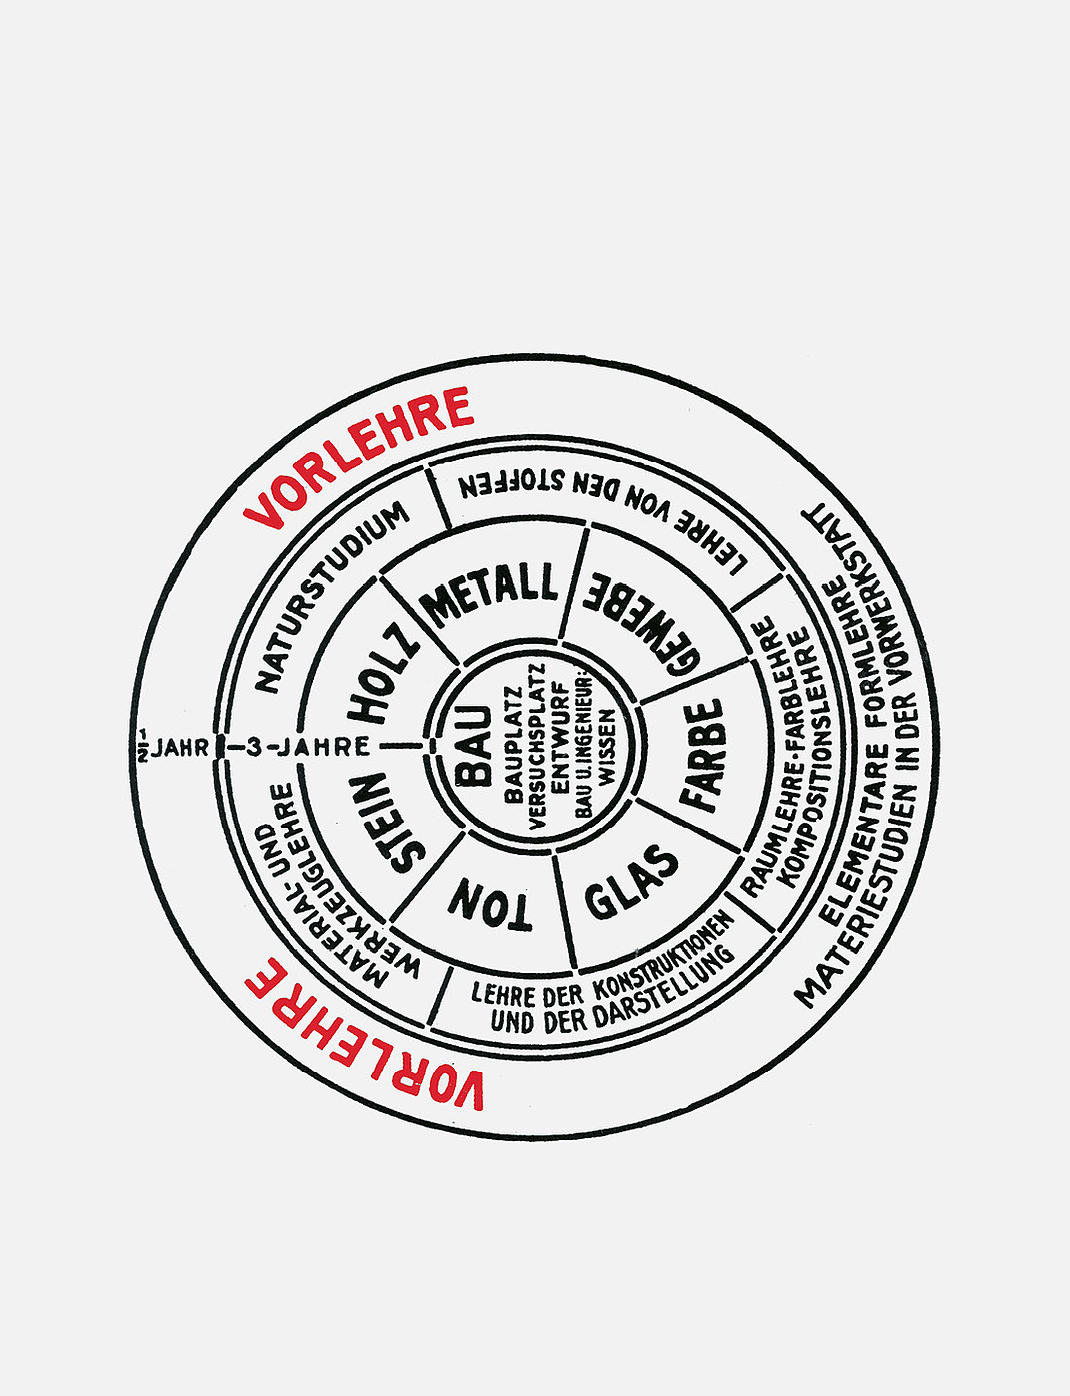 VORLEHRE
ELEMENTARE FORMLEHRE
MATERIESTUDIEN IN DER VORWERKSTATT
VORLEHRE
½ JAHR
3-JAHRE
NATURSTUDIUM
LEHRE VON DEN STOFFEN
RAUMLEHRE·FARBLEHRE
KOMPOSITIONSLEHRE
LEHRE DER KONSTRUKTIONEN
UND DER DARSTELLUNG
MATERIAL- UND
WERKZEUGLEHRE
HOLZ
METALL
GEWEBE
FARBE
GLAS
TON
STEIN
BAU
BAUPLATZ
VERSUCHSPLATZ
ENTWURF
BAU U.INGENIEUR:
WISSEN